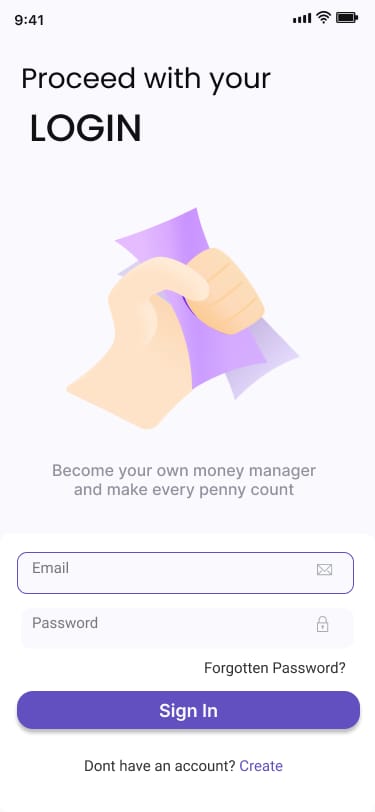 9:41
Proceed with your
LOGIN
Become your own money manager
and make every penny count
Email
Password
Forgotten Password?
Sign In
Dont have an account? Create